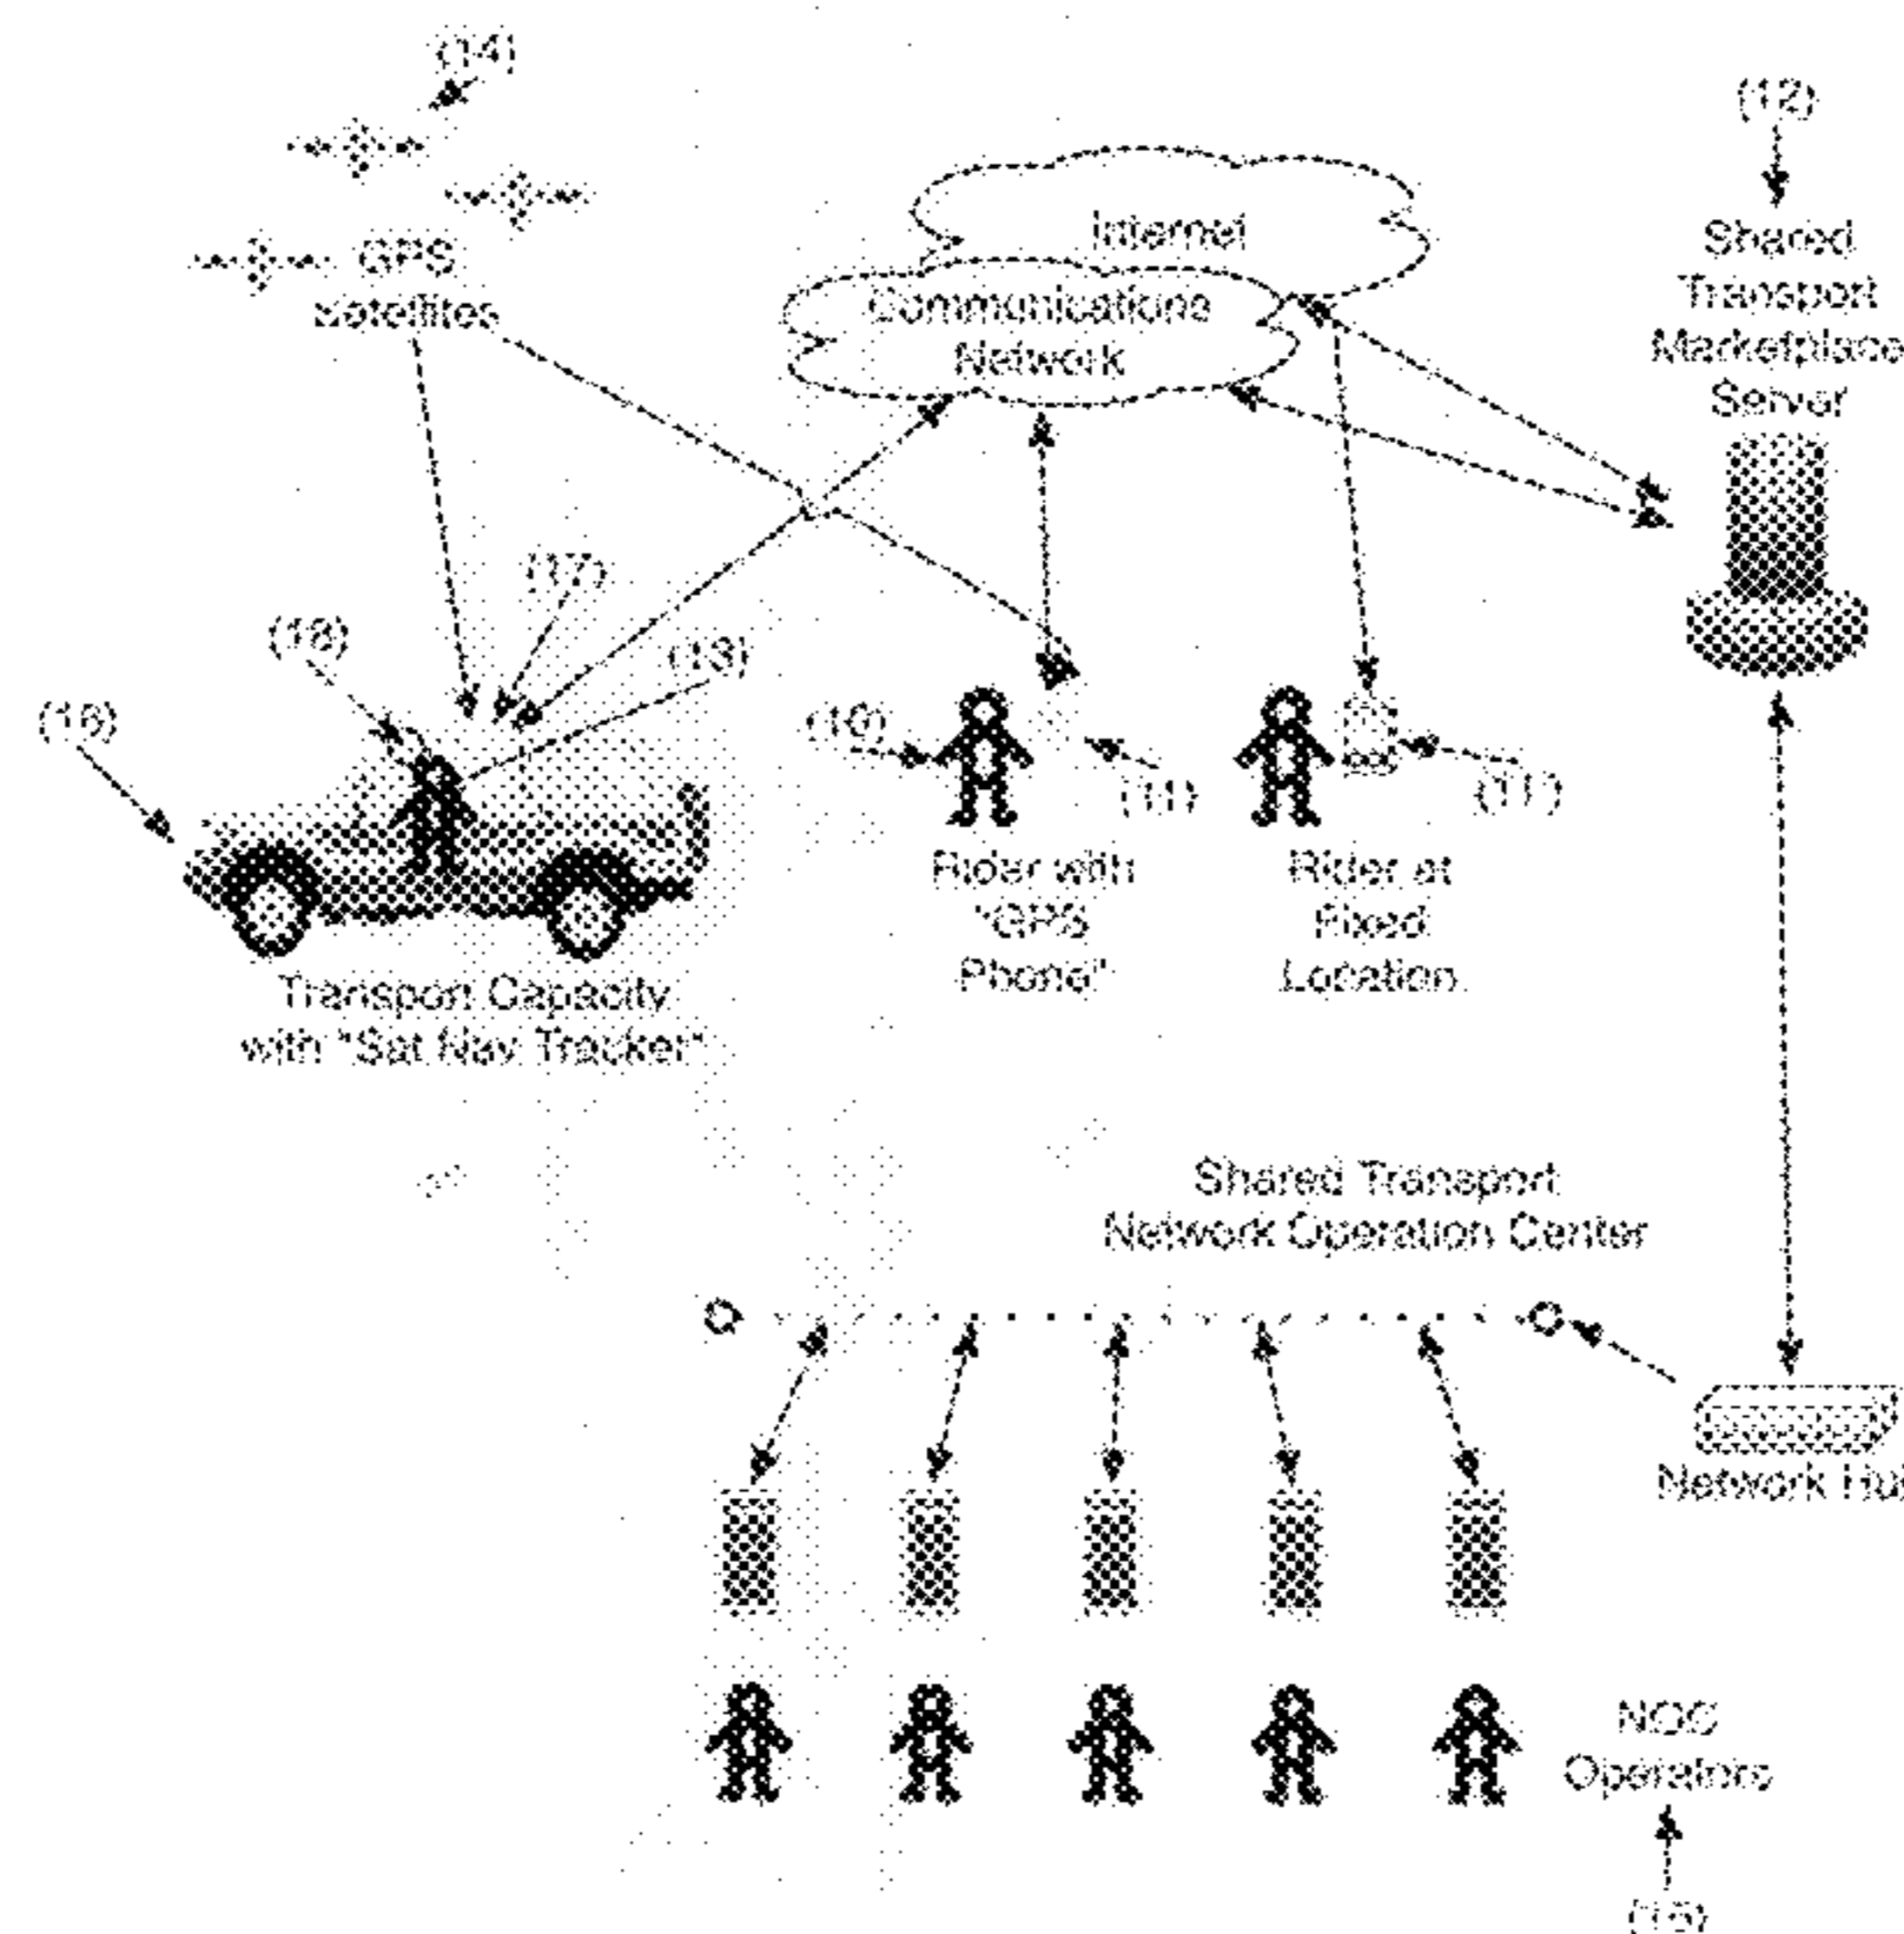 (14)
(12)
Internet
Shared
Transport
Marketplace
Server
GPS
satellites
Communications
Network
(17)
(18)
(13)
(16)
(10)
(11)
(11)
Rider with
"GPS
Phone"
Rider at
Fixed
Location
Transport Capacity
with "Sat Nav Tracker"
Shared Transport
Network Operation Center
Network Hu
NOC
Operators
(15)